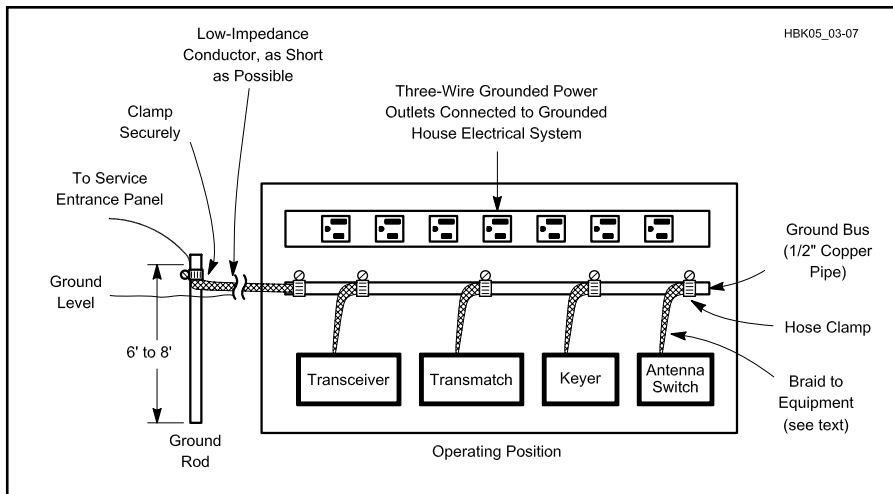 HBK05_03-07
Low-Impedance
Conductor, as Short
as Possible
Three-Wire Grounded Power
Outlets Connected to Grounded
House Electrical System
Clamp
Securely
To Service
Entrance Panel
Ground
Level
Ground Bus
(1/2" Copper
Pipe)
Hose Clamp
6' to 8'
Transceiver
Transmatch
Keyer
Antenna
Switch
Braid to
Equipment
(see text)
Ground
Rod
Operating Position